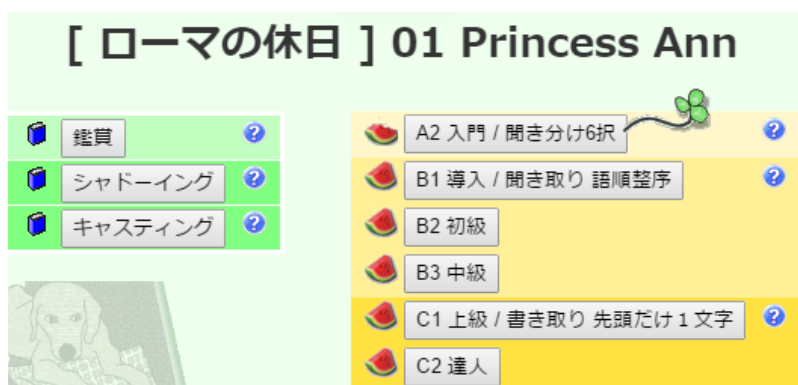 [ ローマの休日 ] 01 Princess Ann
鑑賞
シャドーイング
キャスティング
A2 入門 / 聞き分け6択
B1 導入 / 聞き取り 語順整序
B2 初級
B3 中級
C1 上級 / 書き取り 先頭だけ 1 文字
C2 達人